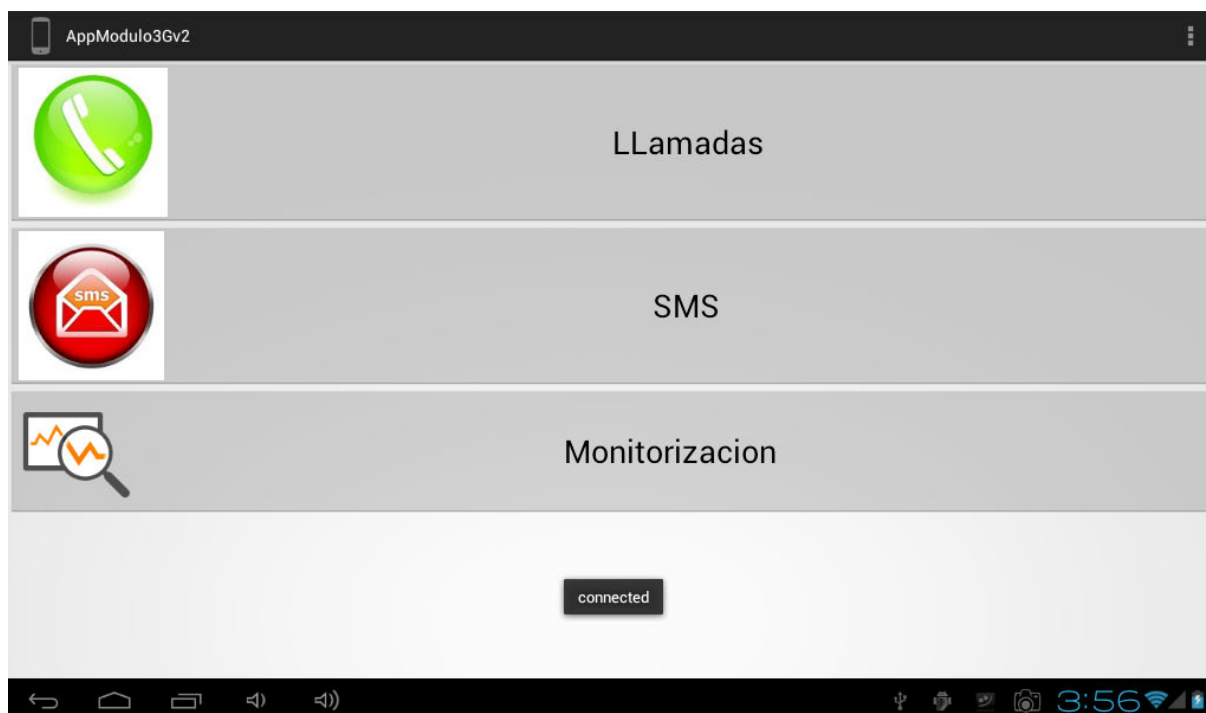 AppModulo3Gv2
LLamadas
sms
SMS
Monitorizacion
connected
3:56